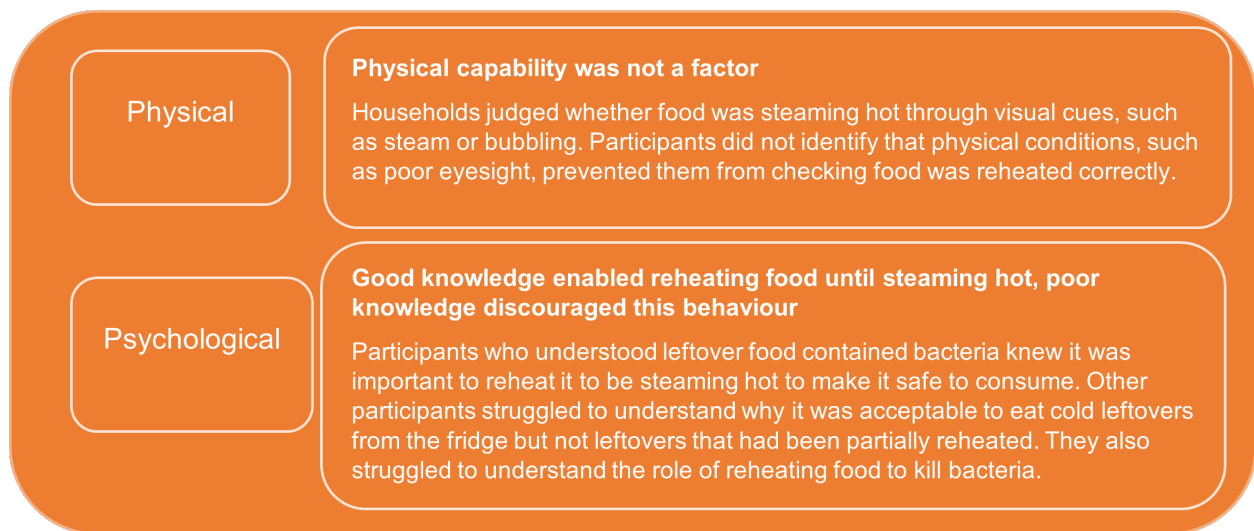 Physical
Physical capability was not a factor
Households judged whether food was steaming hot through visual cues, such
as steam or bubbling. Participants did not identify that physical conditions, such
as poor eyesight, prevented them from checking food was reheated correctly.
Psychological
Good knowledge enabled reheating food until steaming hot, poor
knowledge discouraged this behaviour
Participants who understood leftover food contained bacteria knew it was
important to reheat it to be steaming hot to make it safe to consume. Other
participants struggled to understand why it was acceptable to eat cold leftovers
from the fridge but not leftovers that had been partially reheated. They also
struggled to understand the role of reheating food to kill bacteria.